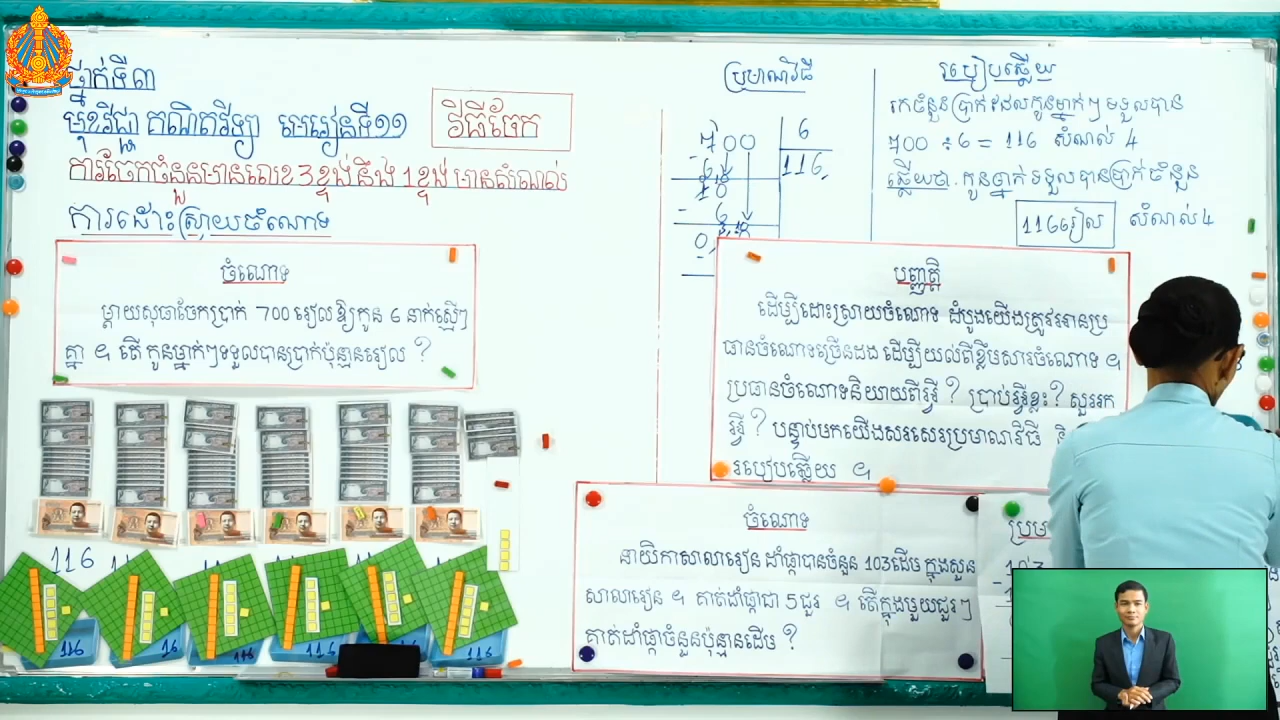 ថ្នាក់ទី៣
មុខវិជ្ជា គណិតវិទ្យា មេរៀនទី១១
វិធីចែក
ការចែកចំនួនមានលេខ 3 ខ្ទង់ នឹង 1 ខ្ទង់ មានសំណល់
ការដោះស្រាយចំណោទ
ចំណោទ
ម្តាយសុធាចែកប្រាក់ 700 រៀលឱ្យកូន 6 នាក់ស្មើៗ
គ្នា ។ តើ កូនម្នាក់ៗទទួលបានប្រាក់ប៉ុន្មានរៀល ?
116
116
16
116
116
116
ប្រមាណវិធី
700
6
116
- 6
10
- 6
រប្បៀបឆ្លើយ
រកចំនួនប្រាក់ដែលកូនម្នាក់ៗទទួលបាន
700 ÷ 6 = 116 សំណល់ 4
ឆ្លើយថា. កូនម្នាក់ទទួលបានប្រាក់ចំនួន
116រៀល សំណល់ 4
បញ្ញត្តិ
ដើម្បីដោះស្រាយចំណោទ ដំបូងយើងត្រូវអានប្រ
ធានចំណោទច្រើនដង ដើម្បីយល់ពីខ្លឹមសារចំណោទ ។
ប្រធានចំណោទនិយាយពីអ្វី ? ប្រាប់អ្វីខ្លះ ? សួររក
អ្វី ? បន្ទាប់មកយើងសរសេរប្រមាណវិធី
របៀបឆ្លើយ ។
ចំណោទ
នាយិកាសាលារៀន ដាំផ្កាបានចំនួន 103ដើម ក្នុងសួន
សាលារៀន ។ គាត់ដាំផ្កាជា 5 ជួរ ។ តើក្នុងមួយជួរៗ
គាត់ដាំផ្កាចំនួនប៉ុន្មានដើម ?
ប្រម
103